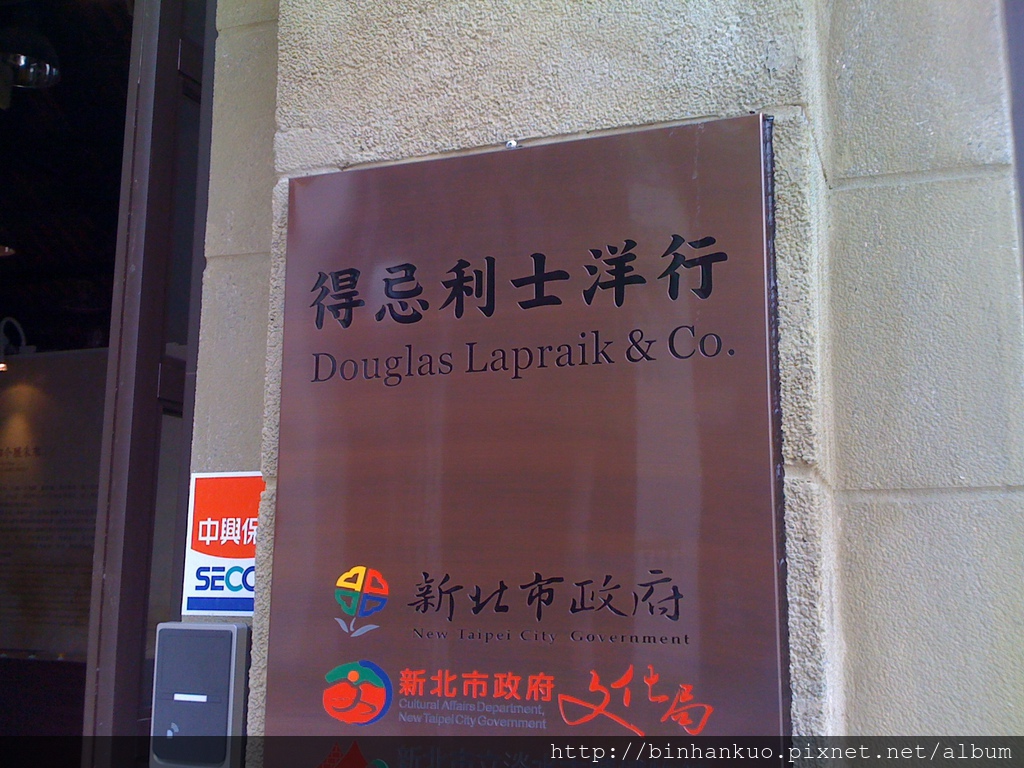 得忌利士洋行
Douglas Lapraik & Co.
中興保
SECO
新北市政府
New Taipei City Government
新北市政府 文化局
Cultural Affairs Department,
New Taipei City Government
http://binhankuo.pixnet.net/album